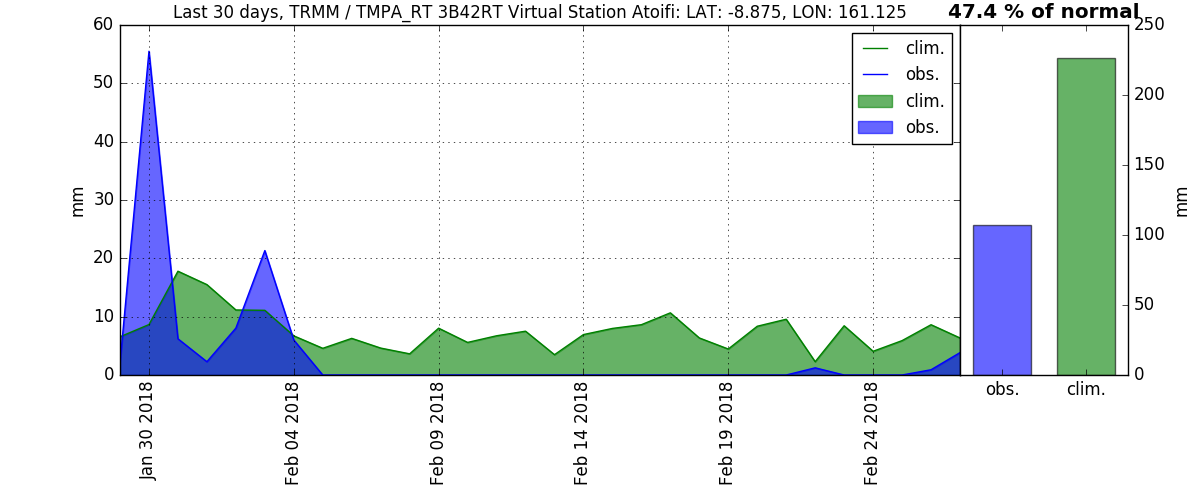 Last 30 days, TRMM / TMPA_RT 3B42RT Virtual Station Atoifi: LAT: -8.875, LON: 161.125
47.4 % of normal
60
50
40
30
20
10
0
mm
clim.
obs.
clim.
obs.
Jan 30 2018
Feb 04 2018
Feb 09 2018
Feb 14 2018
Feb 19 2018
Feb 24 2018
250
200
150
100
50
0
mm
obs.
clim.